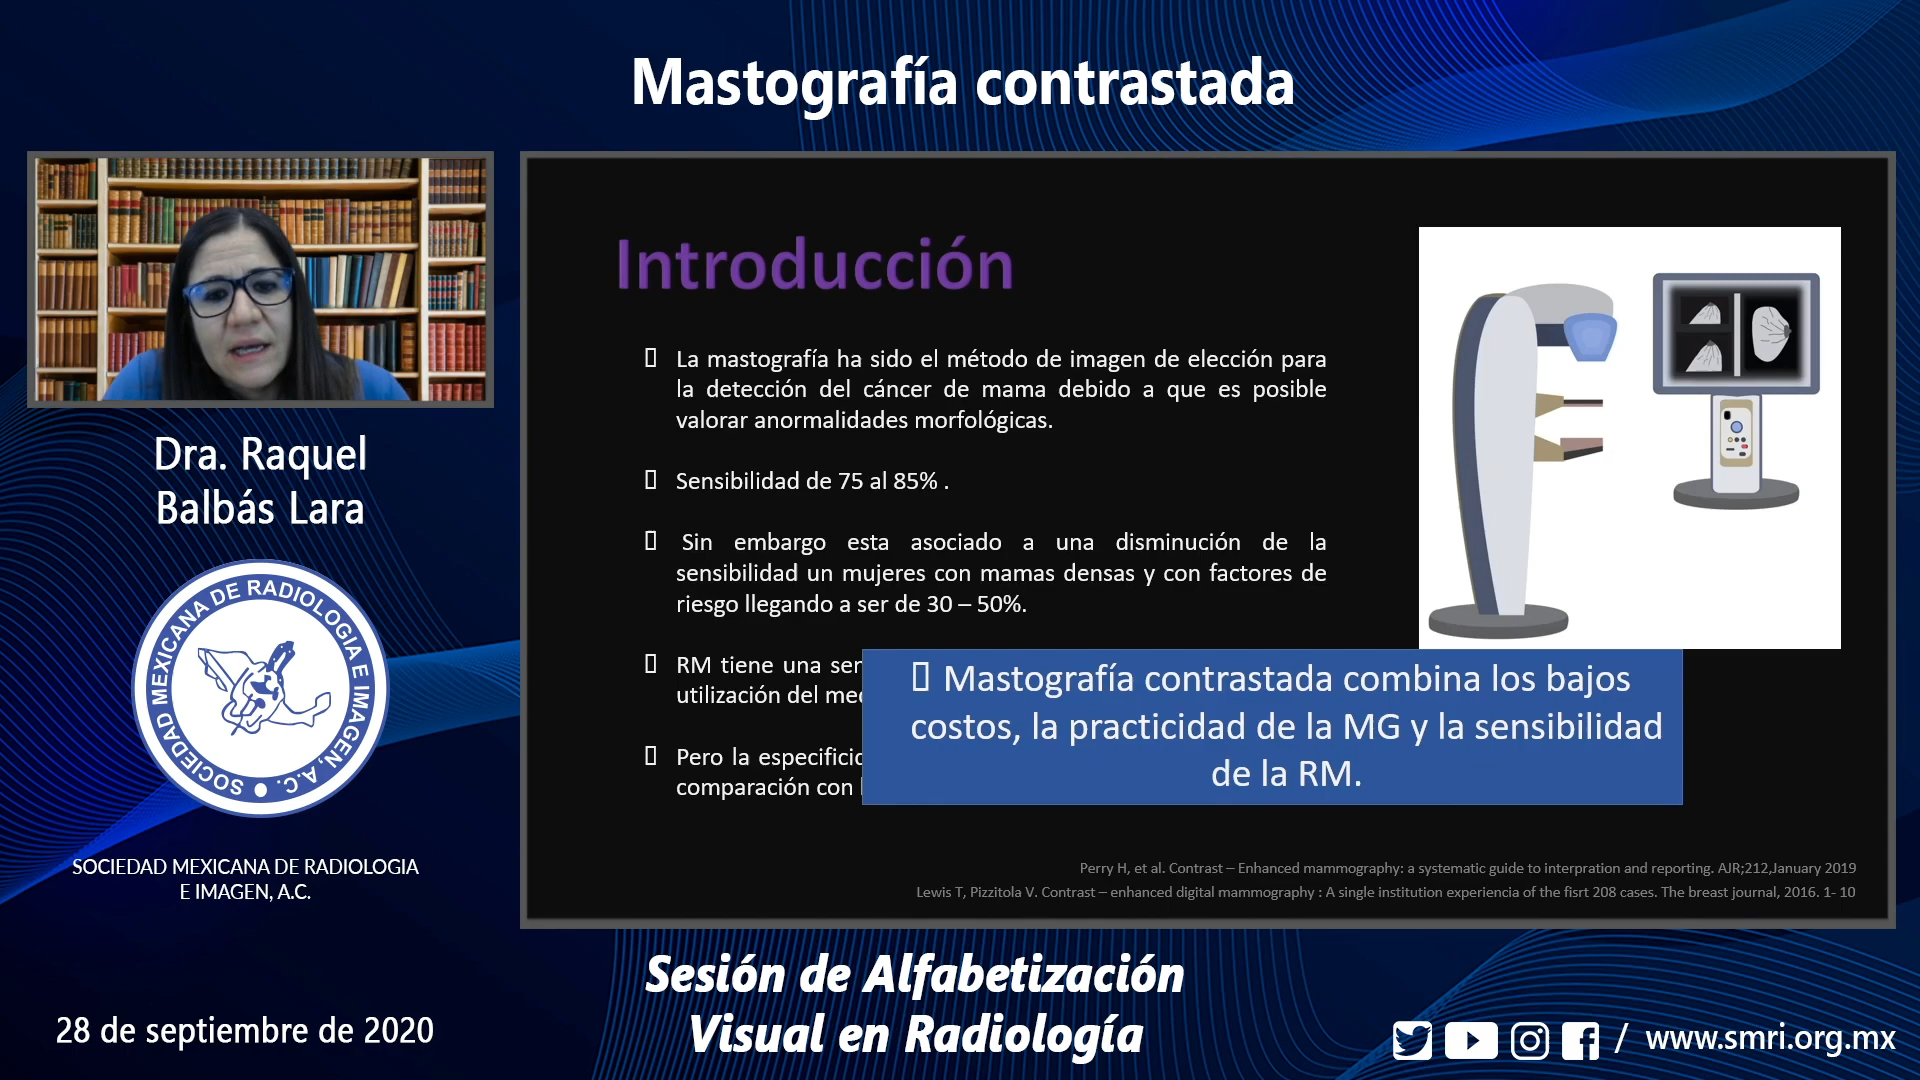 Mastografía contrastada
Dra. Raquel
Balbás Lara
SOCIEDAD MEXICANA DE RADIOLOGIA E IMAGEN, A.C.
SOCIEDAD MEXICANA DE RADIOLOGIA
E IMAGEN, A.C.
28 de septiembre de 2020
Introducción
La mastografía ha sido el método de imagen de elección para
la detección del cáncer de mama debido a que es posible
valorar anormalidades morfológicas.
Sensibilidad de 75 al 85% .
Sin embargo esta asociado a una disminución de la
sensibilidad un mujeres con mamas densas y con factores de
riesgo llegando a ser de 30 – 50%.
RM tiene una
utilización del
Pero la
comparación con
Mastografía contrastada combina los bajos
costos, la practicidad de la MG y la sensibilidad
de la RM.
Perry H, et al. Contrast – Enhanced mammography: a systematic guide to interpration and reporting. AJR;212,January 2019
Lewis T, Pizzitola V. Contrast – enhanced digital mammography : A single institution experiencia of the fisrt 208 cases. The breast journal, 2016. 1- 10
Sesión de Alfabetización
Visual en Radiología
/ www.smri.org.mx